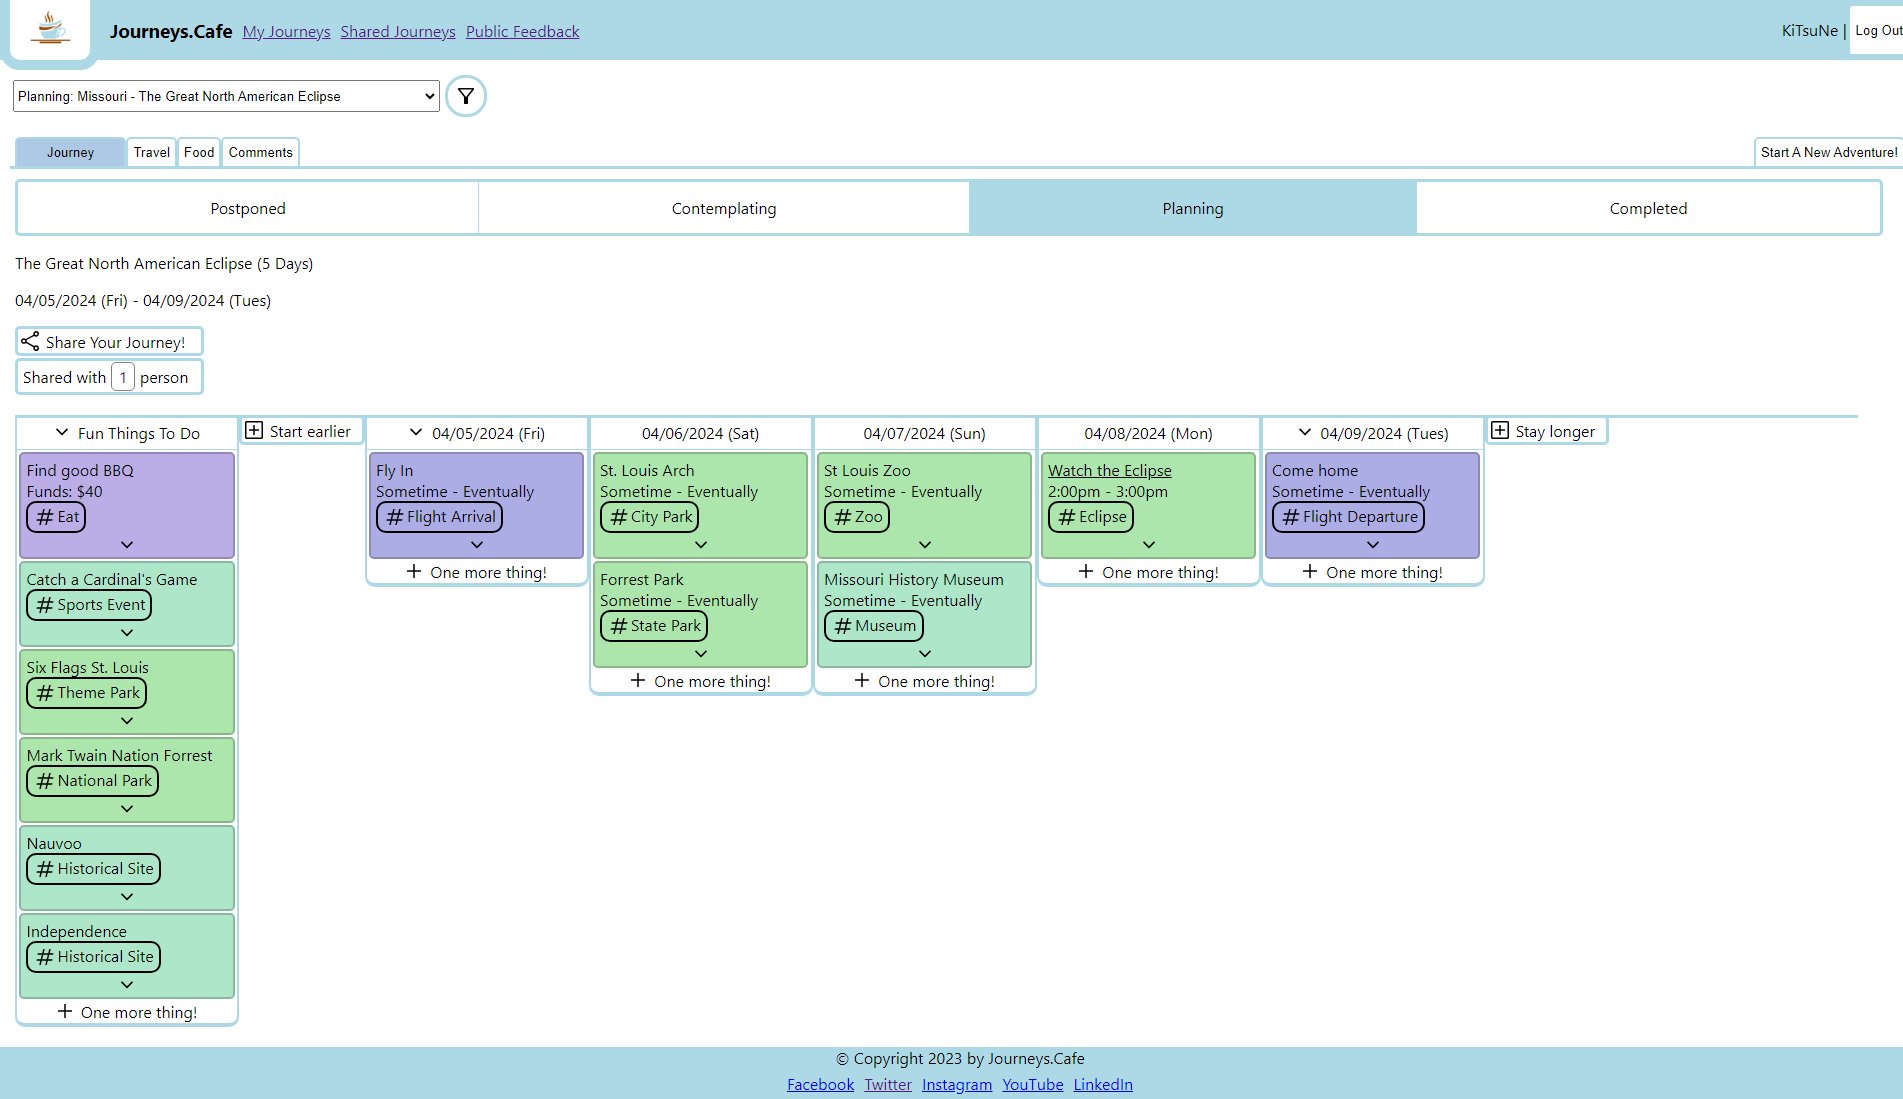 Journeys.Cafe My Journeys Shared Journeys Public Feedback
KiTsuNe | Log Out
Planning: Missouri - The Great North American Eclipse
Journey Travel Food Comments
Start A New Adventure!
Postponed Contemplating Planning Completed
The Great North American Eclipse (5 Days)
04/05/2024 (Fri) - 04/09/2024 (Tues)
Share Your Journey!
Shared with 1 person
Fun Things To Do
Find good BBQ
Funds: $40
# Eat
Catch a Cardinal's Game
# Sports Event
Six Flags St. Louis
# Theme Park
Mark Twain Nation Forrest
# National Park
Nauvoo
# Historical Site
Independence
# Historical Site
+ One more thing!
Start earlier
04/05/2024 (Fri)
Fly In
Sometime - Eventually
# Flight Arrival
+ One more thing!
04/06/2024 (Sat)
St. Louis Arch
Sometime - Eventually
# City Park
Forrest Park
Sometime - Eventually
# State Park
+ One more thing!
04/07/2024 (Sun)
St Louis Zoo
Sometime - Eventually
# Zoo
Missouri History Museum
Sometime - Eventually
# Museum
+ One more thing!
04/08/2024 (Mon)
Watch the Eclipse
2:00pm - 3:00pm
# Eclipse
+ One more thing!
04/09/2024 (Tues)
Come home
Sometime - Eventually
# Flight Departure
+ One more thing!
Stay longer
© Copyright 2023 by Journeys.Cafe
Facebook Twitter Instagram YouTube LinkedIn